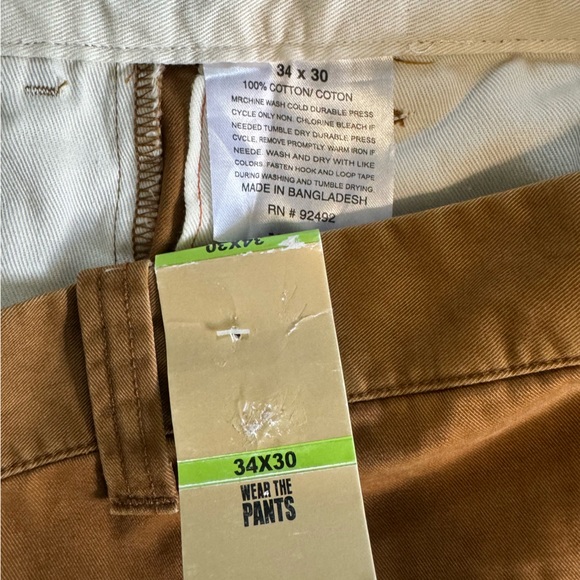 34 x 30
100% COTTON/ COTON
MRCHINE WASH COLD DURABLE PRESS
CYCLE ONLY NON. CHLORINE BLEACH IF
NEEDED TUMBLE DRY DURABLE PRESS
CVCLE. REMOVE PROMPTLY WARM IRON IF
NEEDE. WASH AND DRY WITH LIKE
COLORS. FASTEN HOOK AND LOOP TAPE
DURING WASHING AND TUMBLE DRYING.
MADE IN BANGLADESH
RN # 92492
34X30
34X30
WEAR THE
PANTS